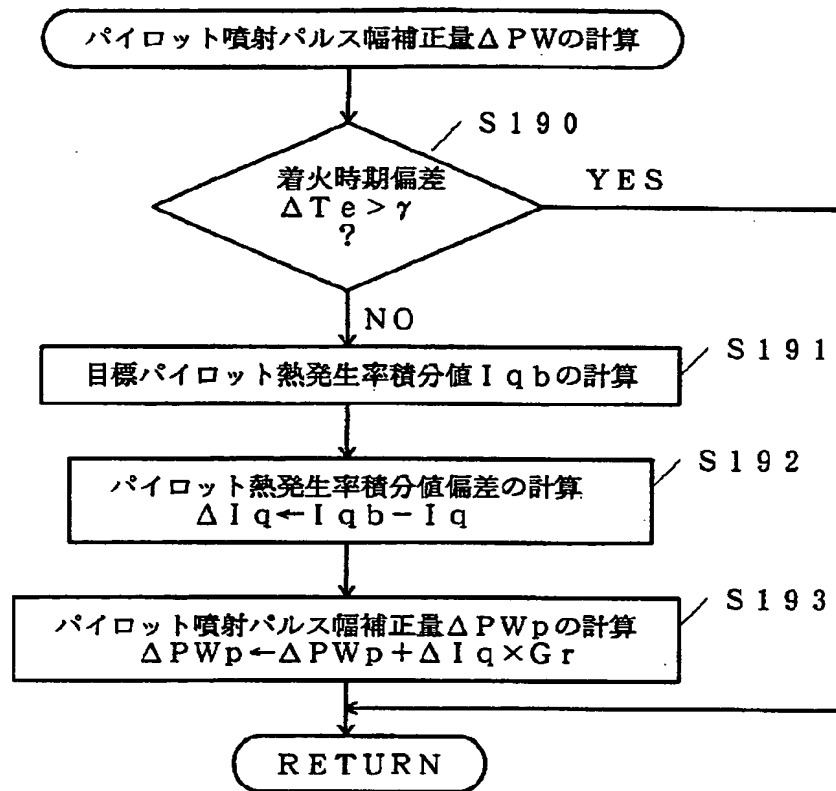 パイロット噴射パルス幅補正量ΔPWの計算
S190
着火時期偏差
ΔTe>γ
?
YES
NO
S191
目標パイロット熱発生率積分値Iqbの計算
S192
パイロット熱発生率積分値偏差の計算
ΔIq←Iqb-Iq
S193
パイロット噴射パルス幅補正量ΔPWpの計算
ΔPWp←ΔPWp+ΔIq×Gr
RETURN